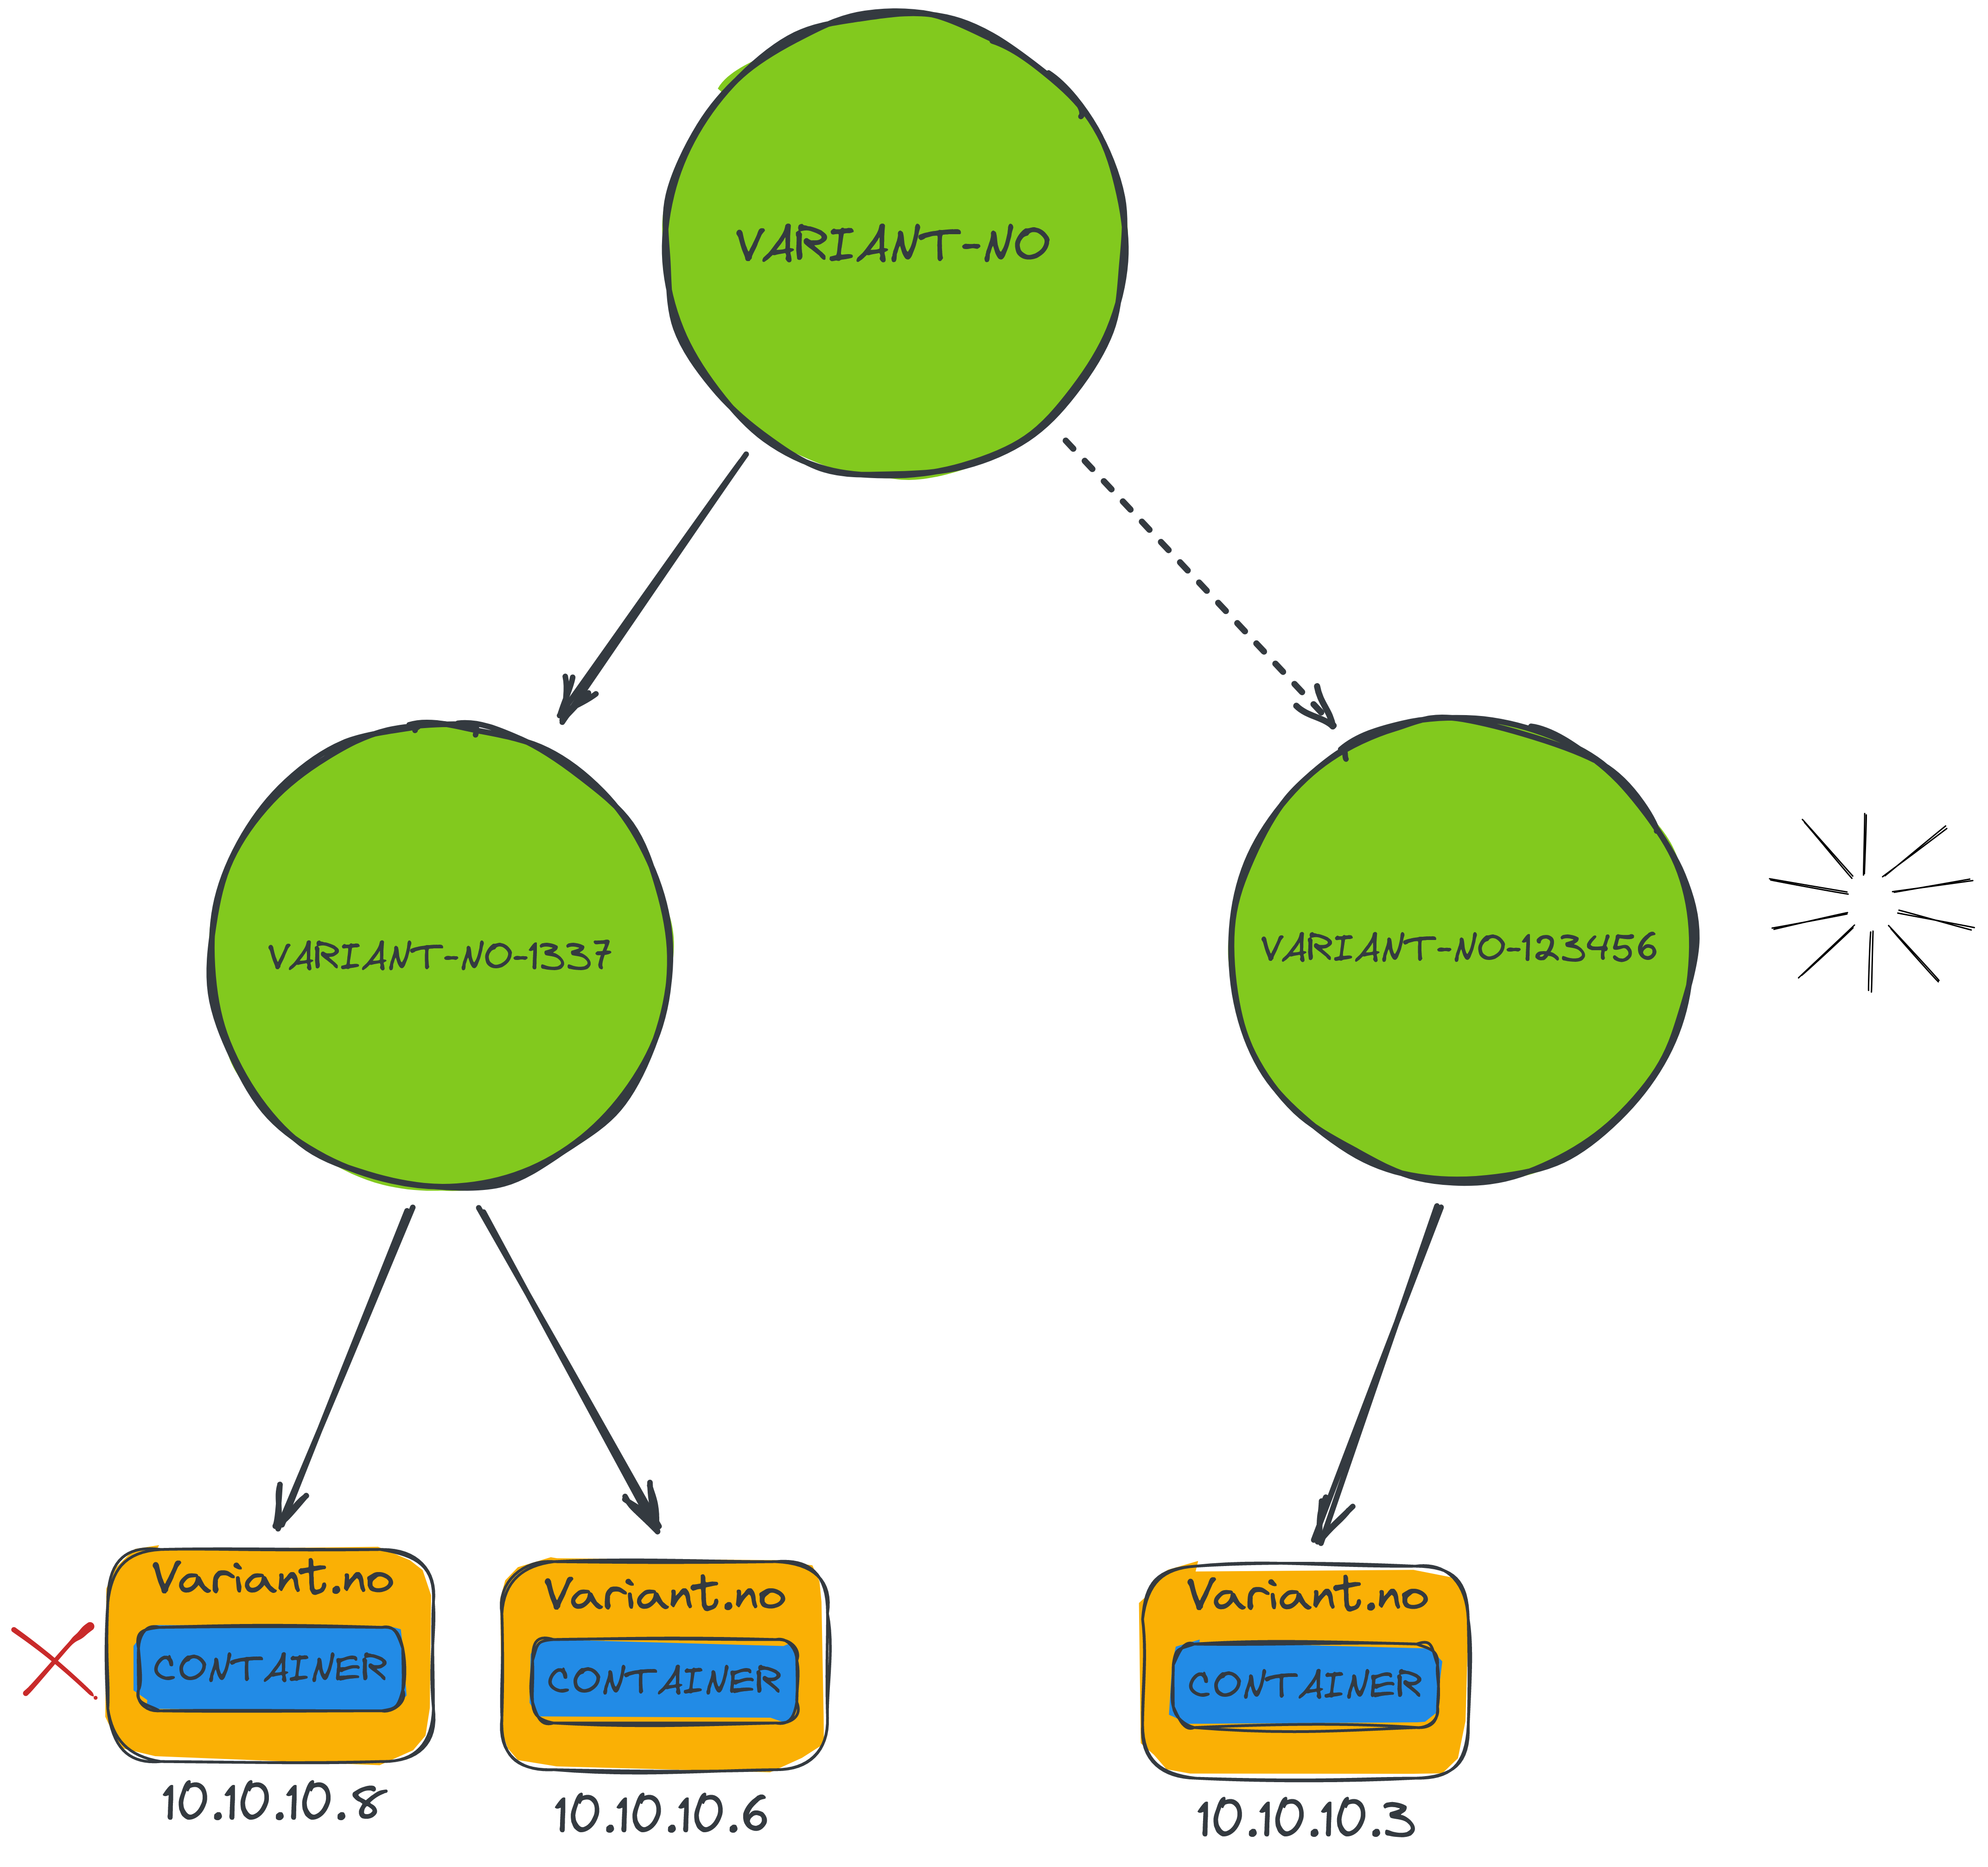 VARIANT-NO
VARIANT-NO-1337
VARIANT-NO-123456
Variant.no
CONTAINER
10.10.10.8
Variant.no
CONTAINER
10.10.10.6
Variant.no
CONTAINER
10.10.10.3